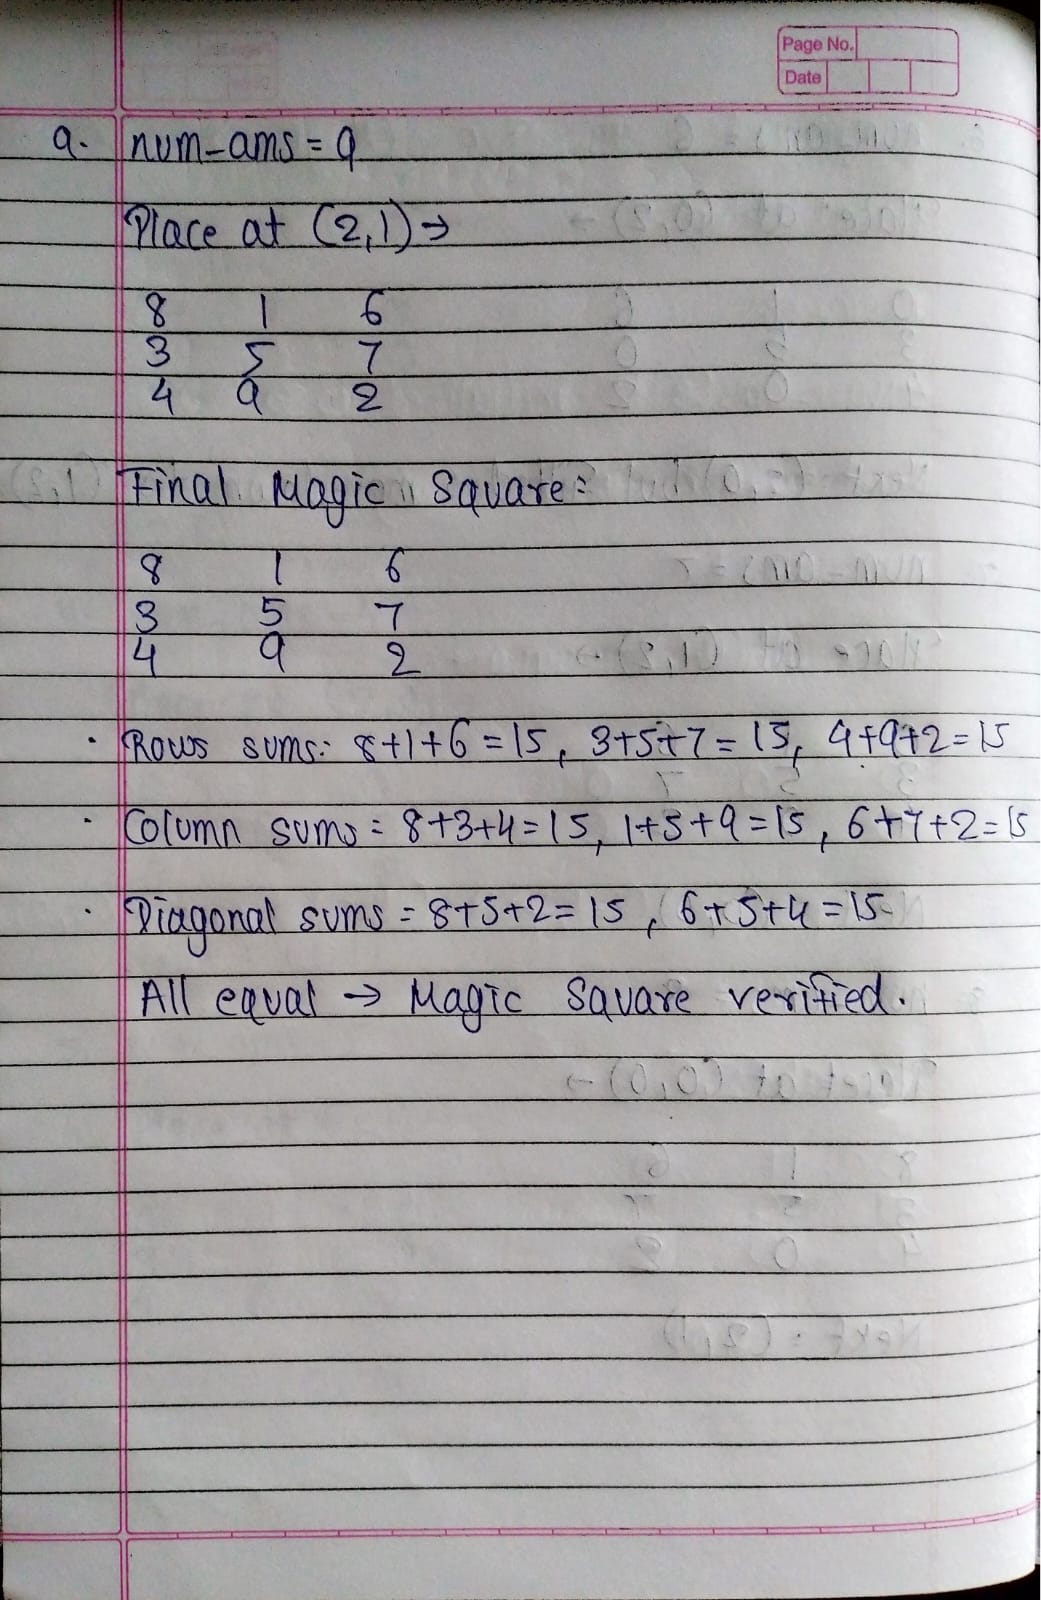 Page No.
Date
9. num-ams = 9
Place at (2,1) →
8 1 6
3 5 7
4 9 2
Final Magic Square:
8 1 6
3 5 7
4 9 2
· Rows sums: 8+1+6=15, 3+5+7=15, 4+9+2=15
· Column sums = 8+3+4=15, 1+5+9=15, 6+7+2=15
· Diagonal sums = 8+5+2=15, 6+5+4=15
All equal → Magic Square verified.